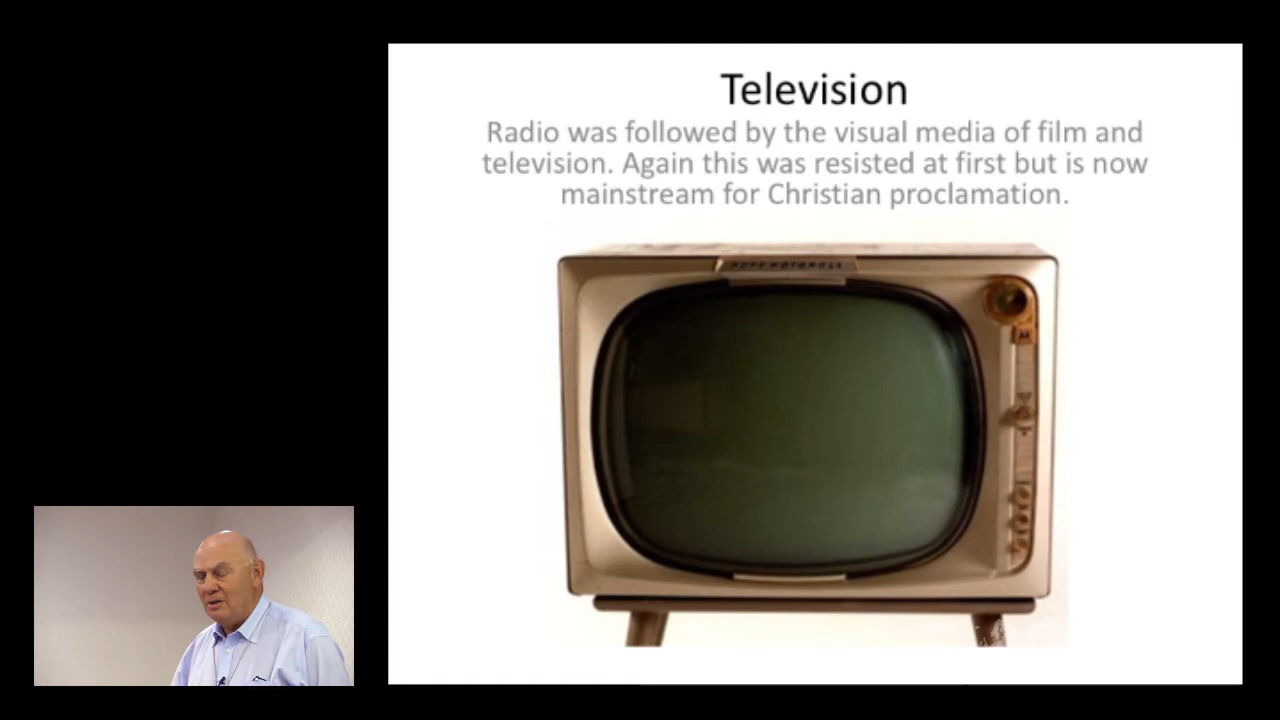 Television
Radio was followed by the visual media of film and
television. Again this was resisted at first but is now
mainstream for Christian proclamation.